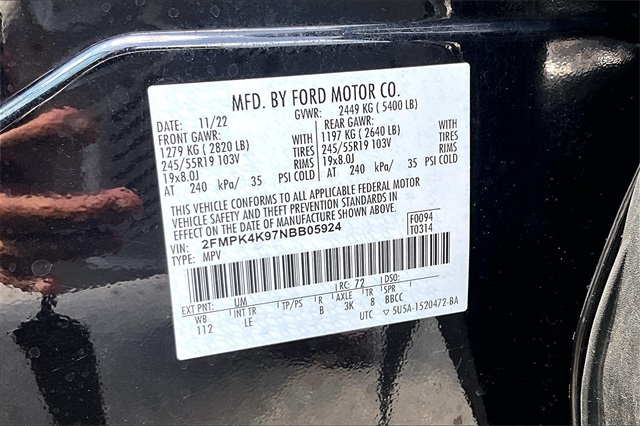 MFD. BY FORD MOTOR CO.
DATE: 11/22 GVWR: 2449 KG ( 5400 LB)
FRONT GAWR: REAR GAWR:
1279 KG ( 2820 LB) WITH 1197 KG ( 2640 LB) WITH
245/55R19 103V TIRES 245/55R19 103V TIRES
19x8.0J RIMS 19x8.0J RIMS
AT 240 kPa/ 35 PSI COLD AT 240 kPa/ 35 PSI COLD
THIS VEHICLE CONFORMS TO ALL APPLICABLE FEDERAL MOTOR
VEHICLE SAFETY AND THEFT PREVENTION STANDARDS IN
EFFECT ON THE DATE OF MANUFACTURE SHOWN ABOVE.
VIN: 2FMPK4K97NBB05924 F0094
TYPE: MPV T0314
EXT PNT: UM RC: 72 DSO:
WB INT TR TP/PS R AXLE TR SPR
112 LE B 3K 8 BBCC
UTC ▽ 5U5A-1520472-BA